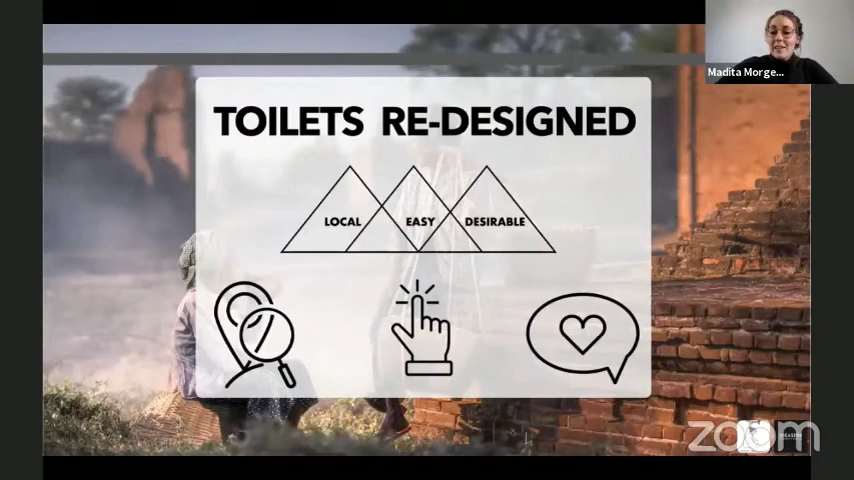 Madita Morge...
TOILETS RE-DESIGNED
LOCAL
EASY
DESIRABLE
zoom